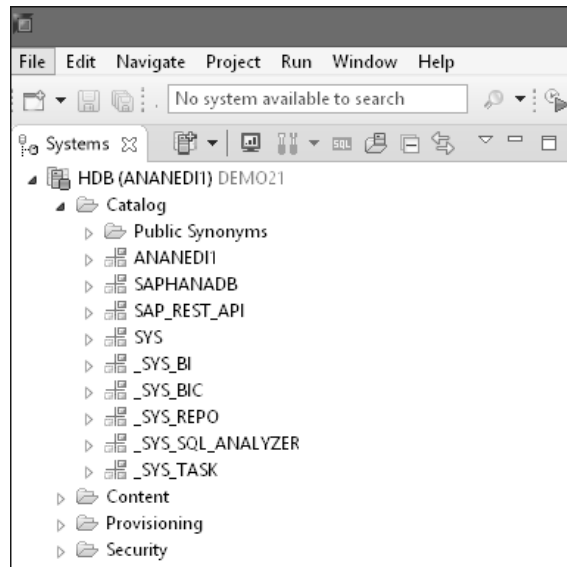 File Edit Navigate Project Run Window Help
No system available to search
Systems SQL
HDB (ANANEDI1) DEMO21
Catalog
Public Synonyms
ANANEDI1
SAPHANADB
SAP_REST_API
SYS
_SYS_BI
_SYS_BIC
_SYS_REPO
_SYS_SQL_ANALYZER
_SYS_TASK
Content
Provisioning
Security